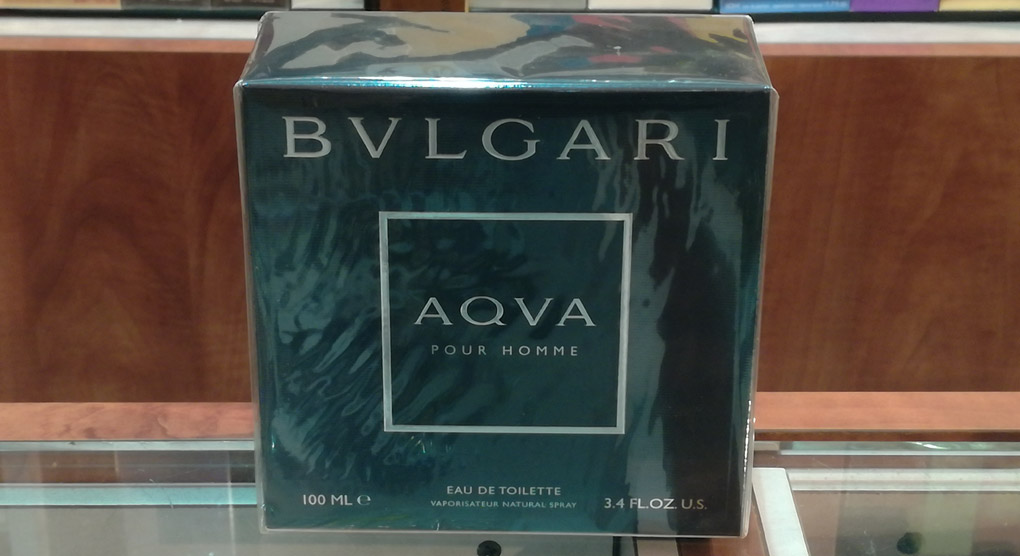 BVLGARI
AQVA
POUR HOMME
EAU DE TOILETTE
100 ML ℮ VAPORISATEUR NATURAL SPRAY 3.4 FL.OZ. U.S.